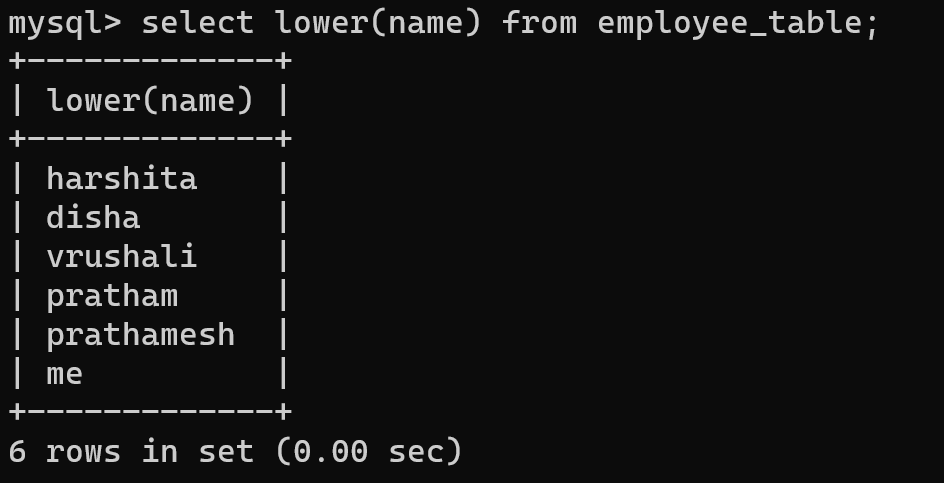 mysql> select lower(name) from employee_table;
+-------------+
| lower(name) |
+-------------+
| harshita    |
| disha       |
| vrushali    |
| pratham     |
| prathamesh  |
| me          |
+-------------+
6 rows in set (0.00 sec)